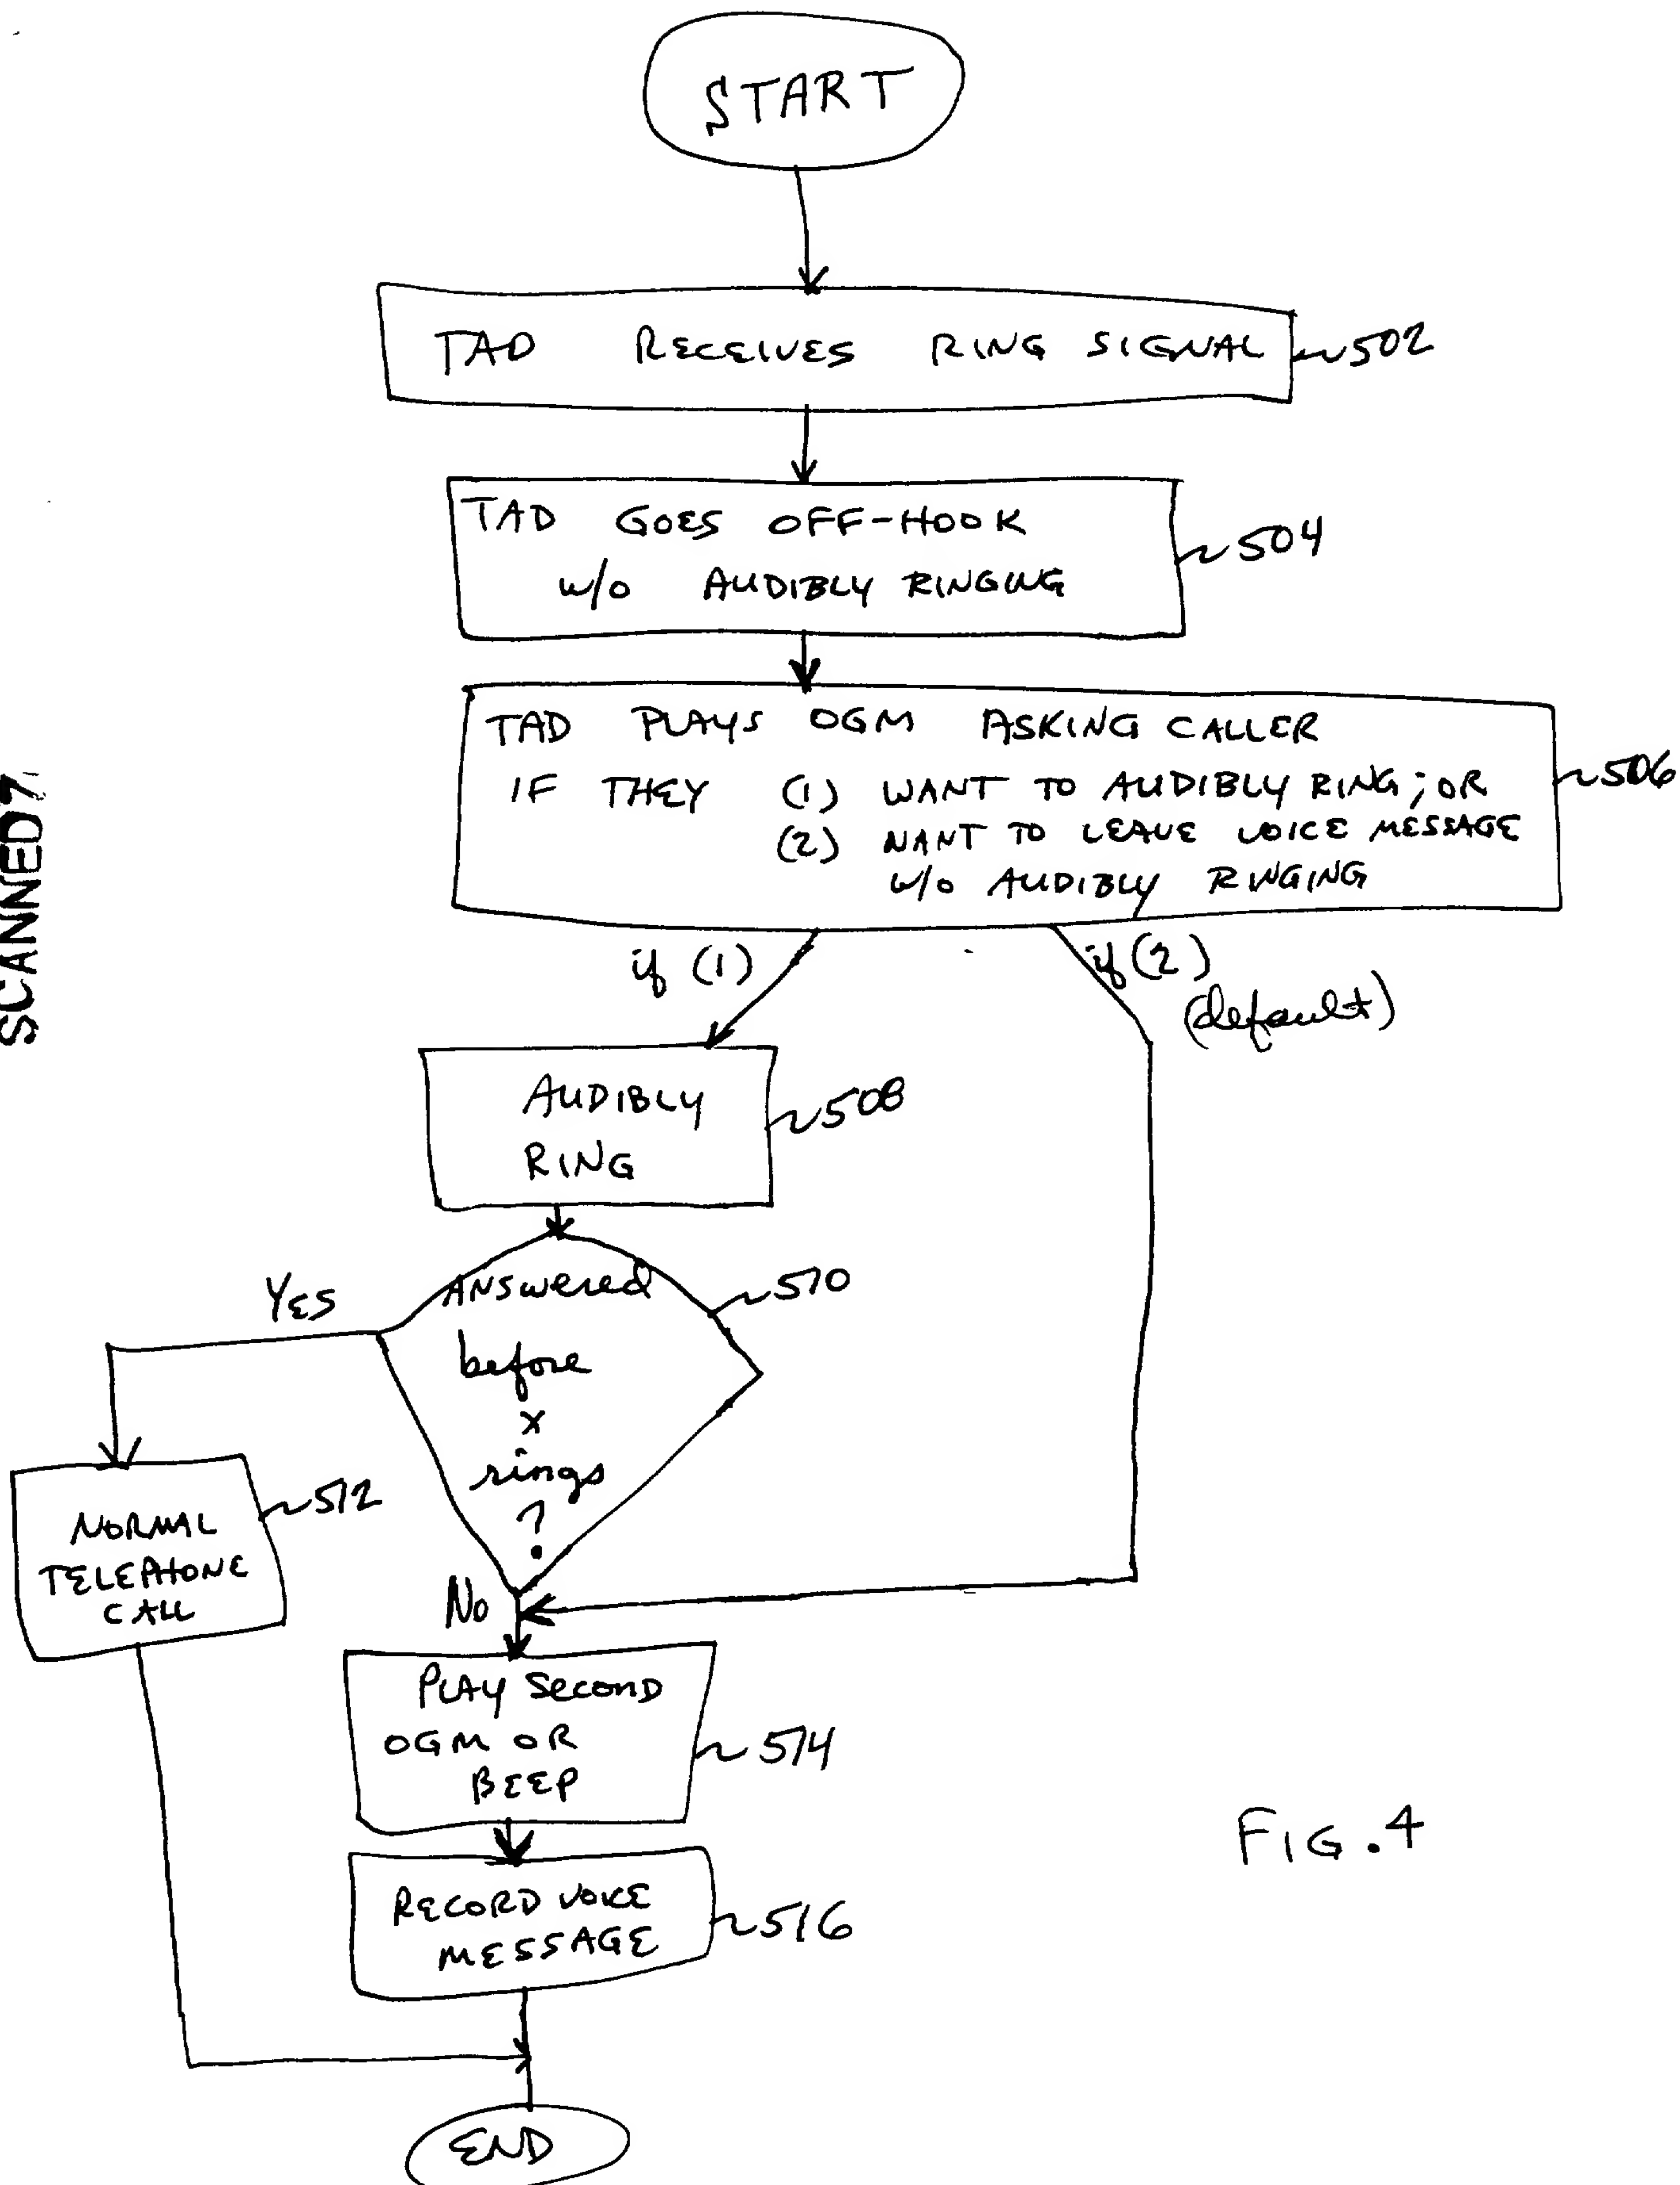 START
TAD RECEIVES RING SIGNAL
502
TAD GOES OFF-HOOK
w/o AUDIBLY RINGING
504
TAD PLAYS OGM ASKING CALLER
IF THEY (1) WANT TO AUDIBLY RING; OR
(2) WANT TO LEAVE VOICE MESSAGE
w/o AUDIBLY RINGING
506
if (1)
if (2)
(default)
AUDIBLY
RING
508
YES
ANSWERED
before
x
rings
?
510
NORMAL
TELEPHONE
CALL
512
No
PLAY SECOND
OGM OR
BEEP
514
RECORD VOICE
MESSAGE
516
END
FIG. 4
SCANNED 7